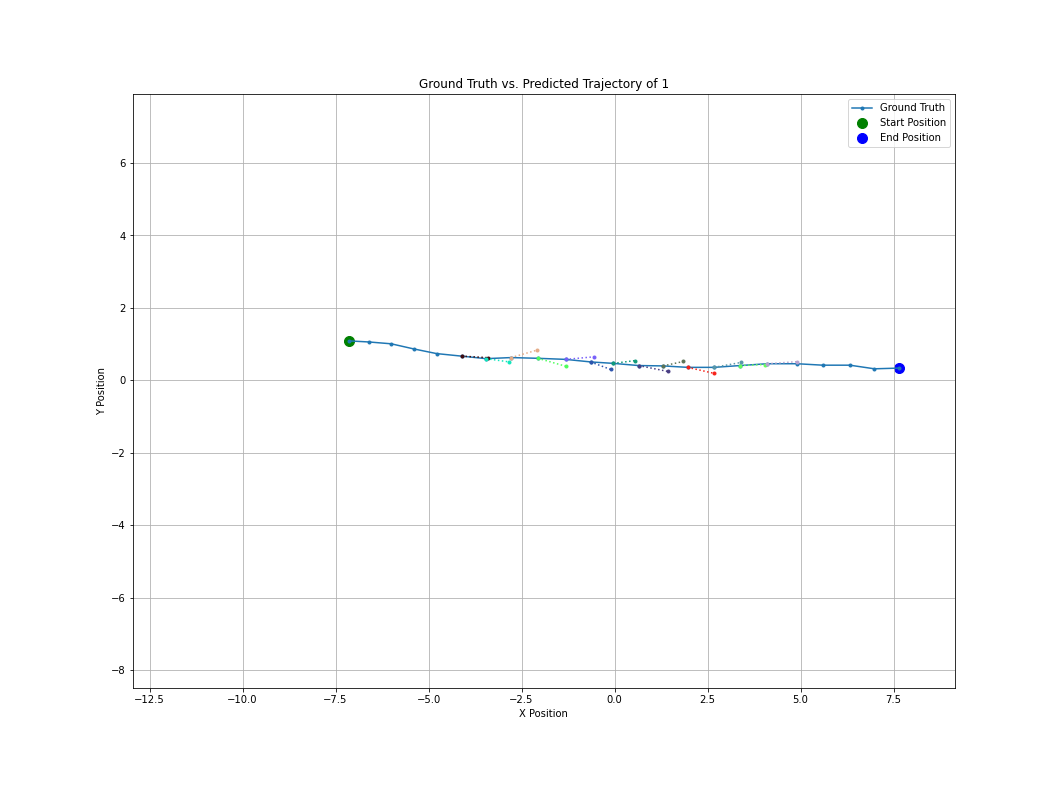 Ground Truth vs. Predicted Trajectory of 1
Ground Truth
Start Position
End Position
6
4
2
0
−2
−4
−6
−8
Y Position
−12.5 −10.0 −7.5 −5.0 −2.5 0.0 2.5 5.0 7.5
X Position